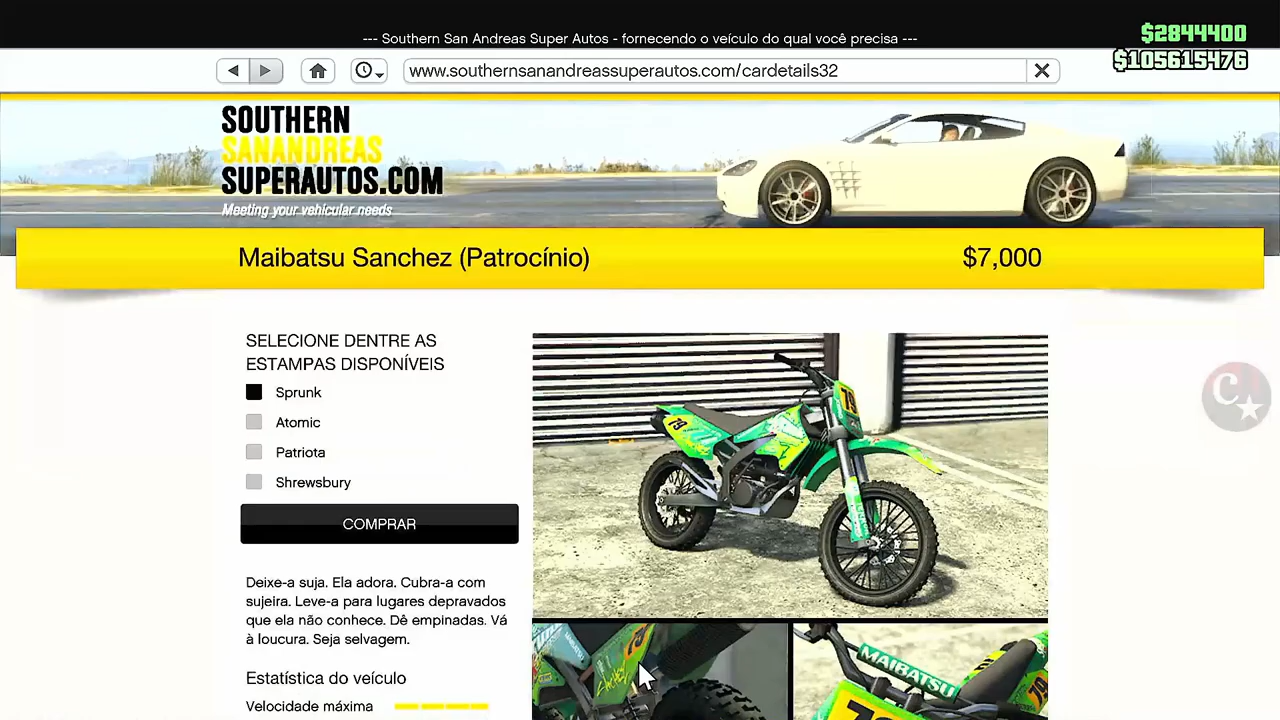 --- Southern San Andreas Super Autos - fornecendo o veículo do qual você precisa ---
$2844400
$105615476
www.southernsanandreassuperautos.com/cardetails32
SOUTHERN
SANANDREAS
SUPERAUTOS.COM
Meeting your vehicular needs
Maibatsu Sanchez (Patrocínio)
$7,000
SELECIONE DENTRE AS
ESTAMPAS DISPONÍVEIS
Sprunk
Atomic
Patriota
Shrewsbury
COMPRAR
Deixe-a suja. Ela adora. Cubra-a com
sujeira. Leve-a para lugares depravados
que ela não conhece. Dê empinadas. Vá
à loucura. Seja selvagem.
Estatística do veículo
Velocidade máxima
79
79
MAIBATSU
79
C